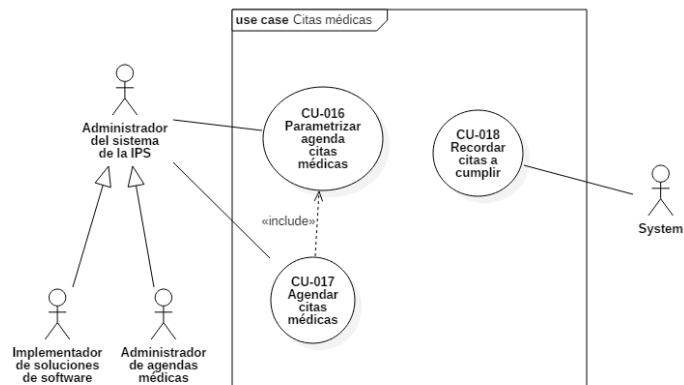 use case Citas médicas
Administrador
del sistema
de la IPS
CU-016
Parametrizar
agenda
citas
médicas
CU-018
Recordar
citas a
cumplir
«include»
System
CU-017
Agendar
citas
médicas
Implementador
de soluciones
de software
Administrador
de agendas
médicas